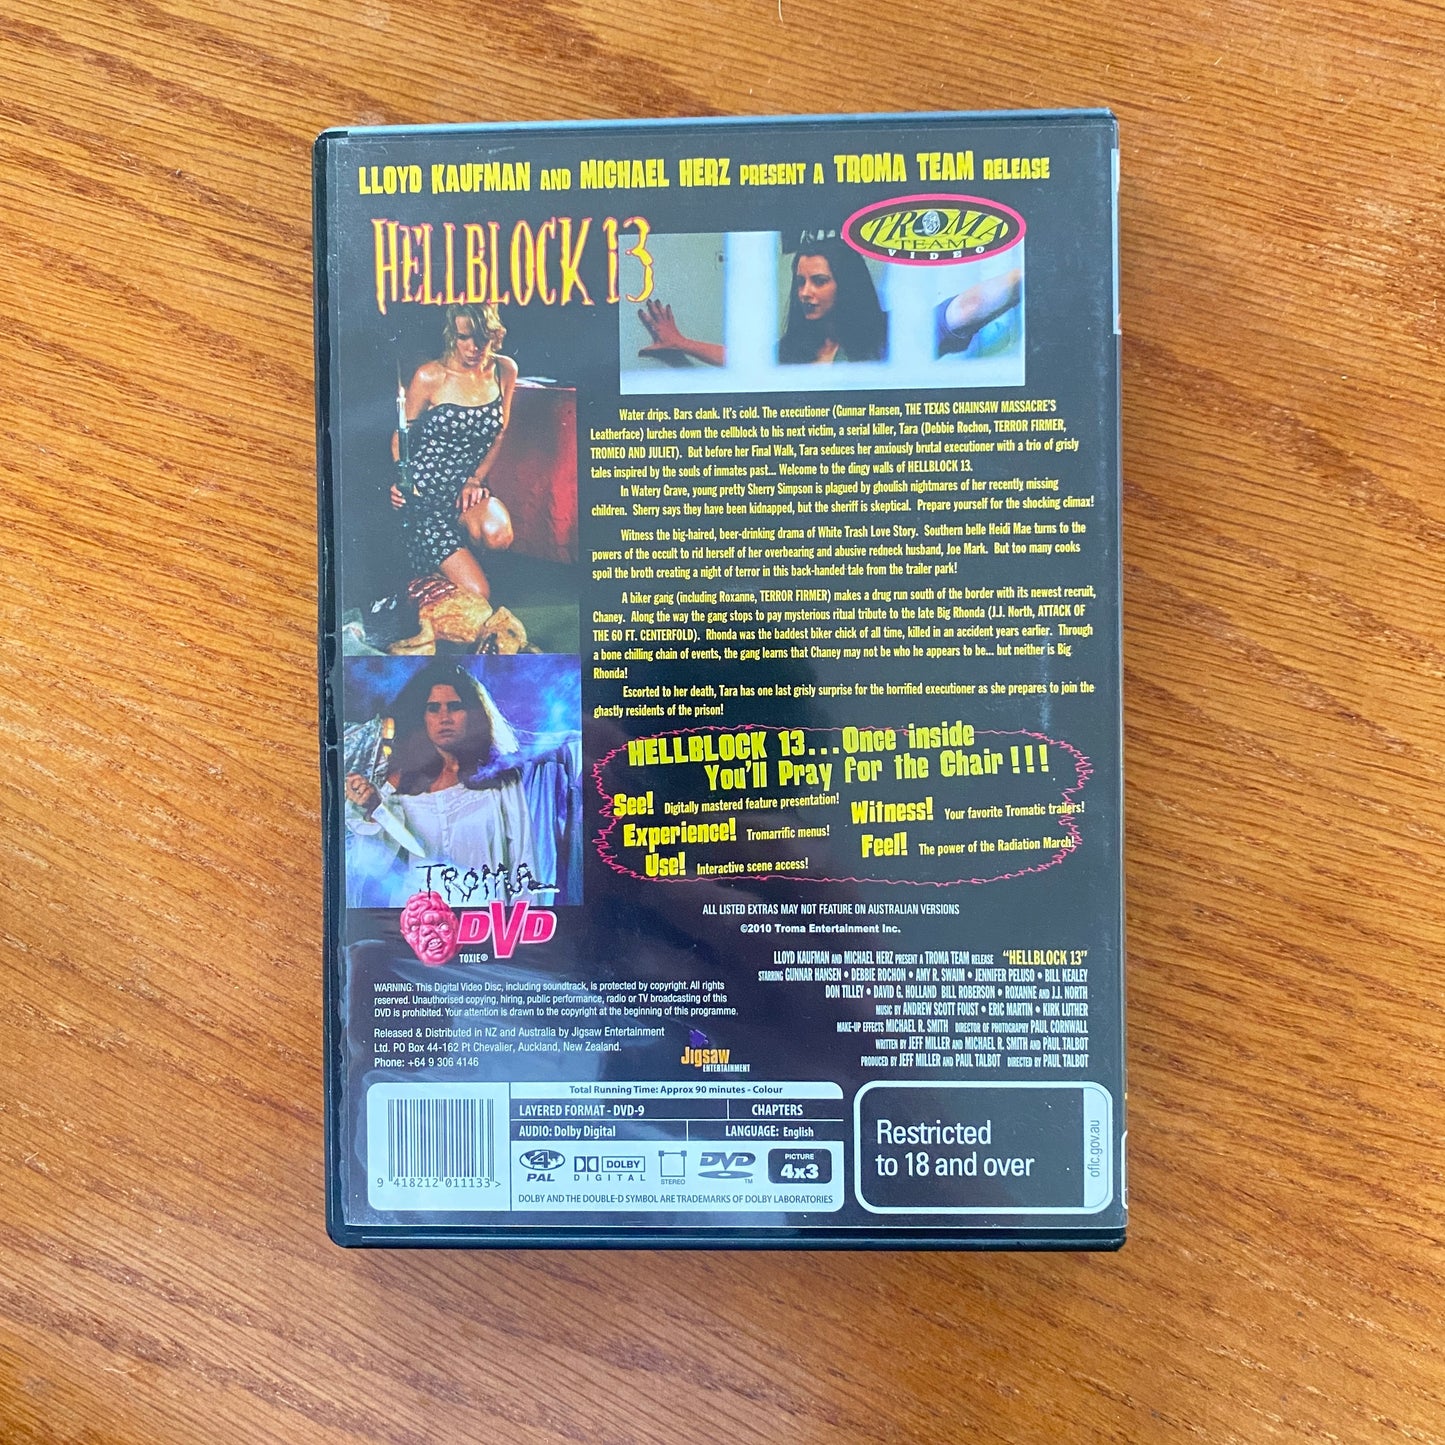 LLOYD KAUFMAN AND MICHAEL HERZ PRESENT A TROMA TEAM RELEASE
HELLBLOCK 13
TROMA
TEAM
VIDEO
Water drips. Bars clank. It's cold. The executioner (Gunnar Hansen, THE TEXAS CHAINSAW MASSACRE'S
Leatherface) lurches down the cellblock to his next victim, a serial killer, Tara (Debbie Rochon, TERROR FIRMER,
TROMEO AND JULIET). But before her Final Walk, Tara seduces her anxiously brutal executioner with a trio of grisly
tales inspired by the souls of inmates past... Welcome to the dingy walls of HELLBLOCK 13.
In Watery Grave, young pretty Sherry Simpson is plagued by ghoulish nightmares of her recently missing
children. Sherry says they have been kidnapped, but the sheriff is skeptical. Prepare yourself for the shocking climax!
Witness the big-haired, beer-drinking drama of White Trash Love Story. Southern belle Heidi Mae turns to the
powers of the occult to rid herself of her overbearing and abusive redneck husband, Joe Mark. But too many cooks
spoil the broth creating a night of terror in this back-handed tale from the trailer park!
A biker gang (including Roxanne, TERROR FIRMER) makes a drug run south of the border with its newest recruit,
Chaney. Along the way the gang stops to pay mysterious ritual tribute to the late Big Rhonda (J.J. North, ATTACK OF
THE 60 FT. CENTERFOLD). Rhonda was the baddest biker chick of all time, killed in an accident years earlier. Through
a bone chilling chain of events, the gang learns that Chaney may not be who he appears to be... but neither is Big
Rhonda!
Escorted to her death, Tara has one last grisly surprise for the horrified executioner as she prepares to join the
ghastly residents of the prison!
HELLBLOCK 13...Once inside
You'll Pray for the Chair !!!
See! Digitally mastered feature presentation!
Experience! Tromarrific menus!
Use! Interactive scene access!
Witness! Your favorite Tromatic trailers!
Feel! The power of the Radiation March!
TROMA
DVD
TOXIE®
ALL LISTED EXTRAS MAY NOT FEATURE ON AUSTRALIAN VERSIONS
©2010 Troma Entertainment Inc.
LLOYD KAUFMAN AND MICHAEL HERZ PRESENT A TROMA TEAM RELEASE "HELLBLOCK 13"
STARRING GUNNAR HANSEN • DEBBIE ROCHON • AMY R. SWAIM • JENNIFER PELUSO • BILL KEALEY
DON TILLEY • DAVID G. HOLLAND BILL ROBERSON • ROXANNE AND J.J. NORTH
MUSIC BY ANDREW SCOTT FOUST • ERIC MARTIN • KIRK LUTHER
MAKE-UP EFFECTS MICHAEL R. SMITH DIRECTOR OF PHOTOGRAPHY PAUL CORNWALL
WRITTEN BY JEFF MILLER AND MICHAEL R. SMITH AND PAUL TALBOT
PRODUCED BY JEFF MILLER AND PAUL TALBOT DIRECTED BY PAUL TALBOT
WARNING: This Digital Video Disc, including soundtrack, is protected by copyright. All rights
reserved. Unauthorised copying, hiring, public performance, radio or TV broadcasting of this
DVD is prohibited. Your attention is drawn to the copyright at the beginning of this programme.
Released & Distributed in NZ and Australia by Jigsaw Entertainment
Ltd. PO Box 44-162 Pt Chevalier, Auckland, New Zealand.
Phone: +64 9 306 4146
Jigsaw
ENTERTAINMENT
Total Running Time: Approx 90 minutes - Colour
LAYERED FORMAT - DVD-9 CHAPTERS
AUDIO: Dolby Digital LANGUAGE: English
4
PAL
DOLBY
DIGITAL
STEREO
DVD
TM
PICTURE
4x3
DOLBY AND THE DOUBLE-D SYMBOL ARE TRADEMARKS OF DOLBY LABORATORIES
9 418212 011133 >
Restricted
to 18 and over
oflc.gov.au